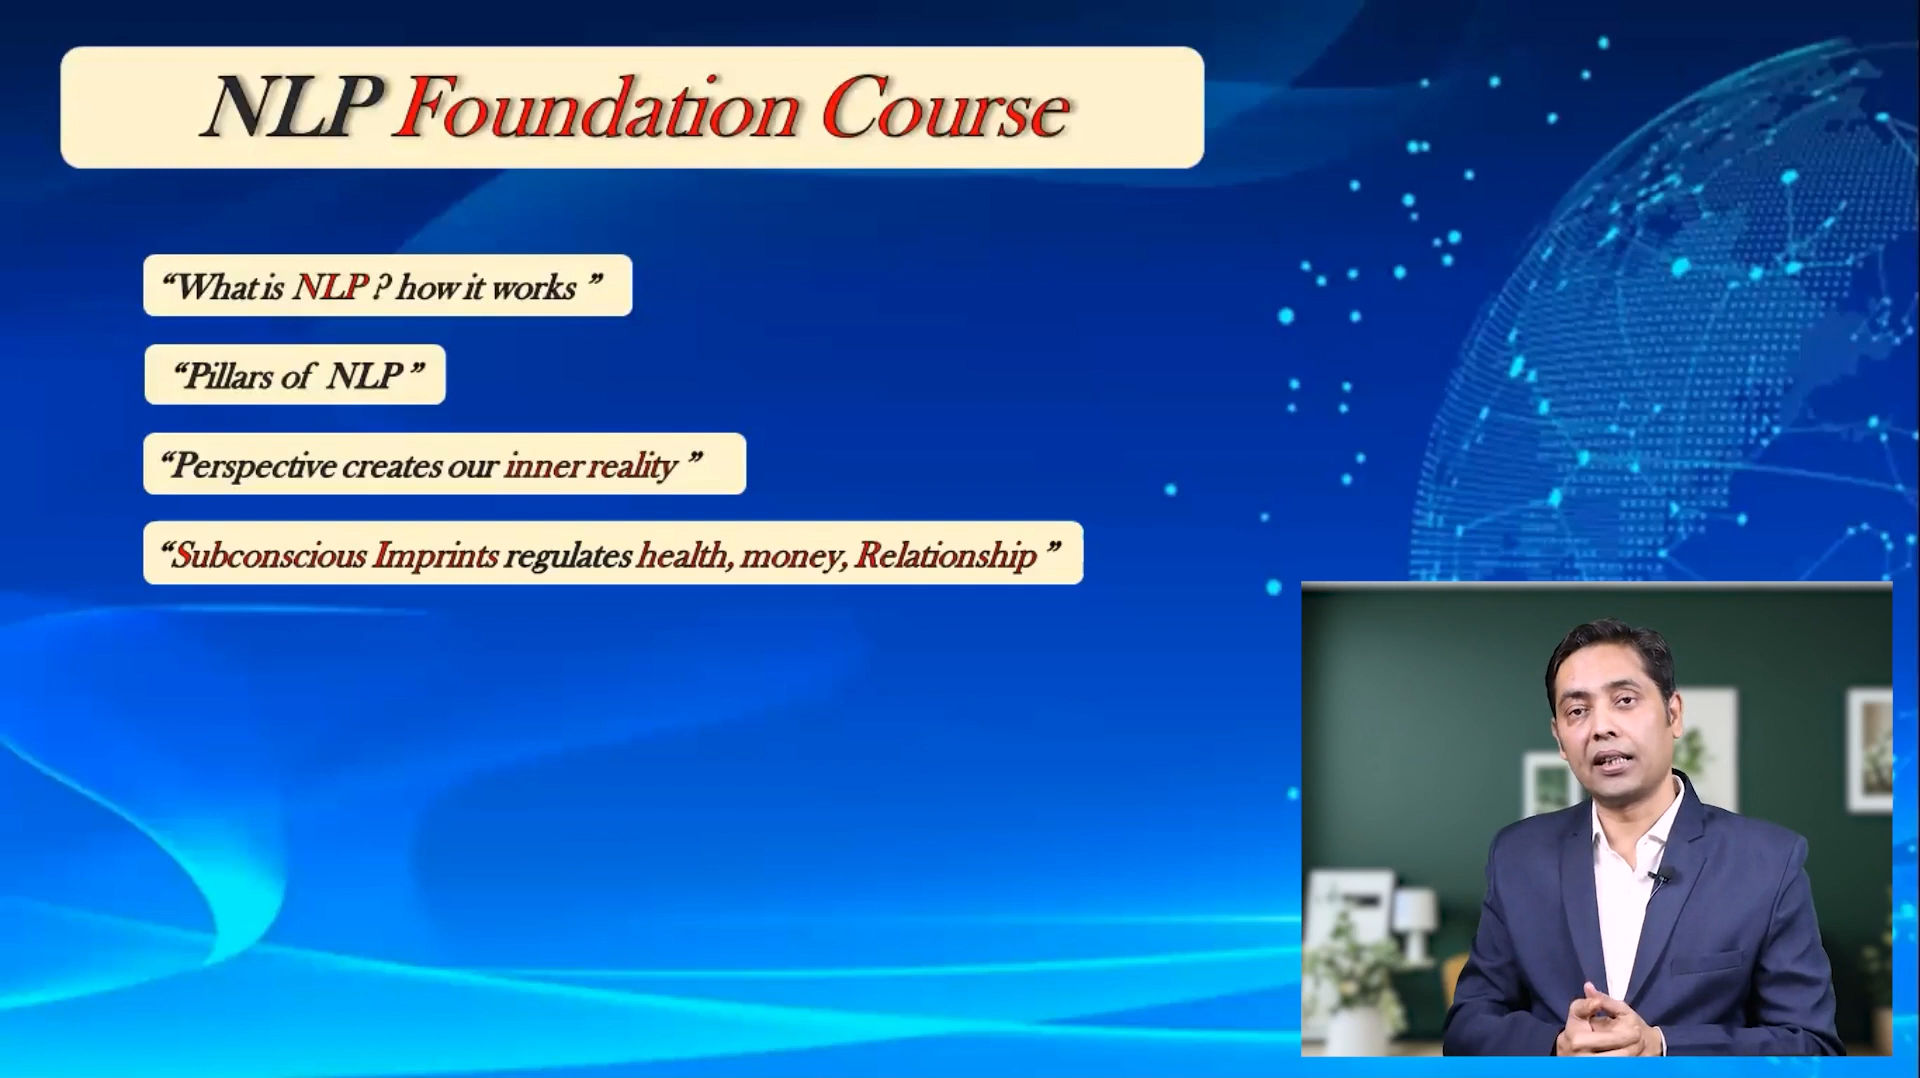 NLP Foundation Course
“What is NLP ? how it works ”
“Pillars of NLP ”
“Perspective creates our inner reality ”
“Subconscious Imprints regulates health, money, Relationship ”